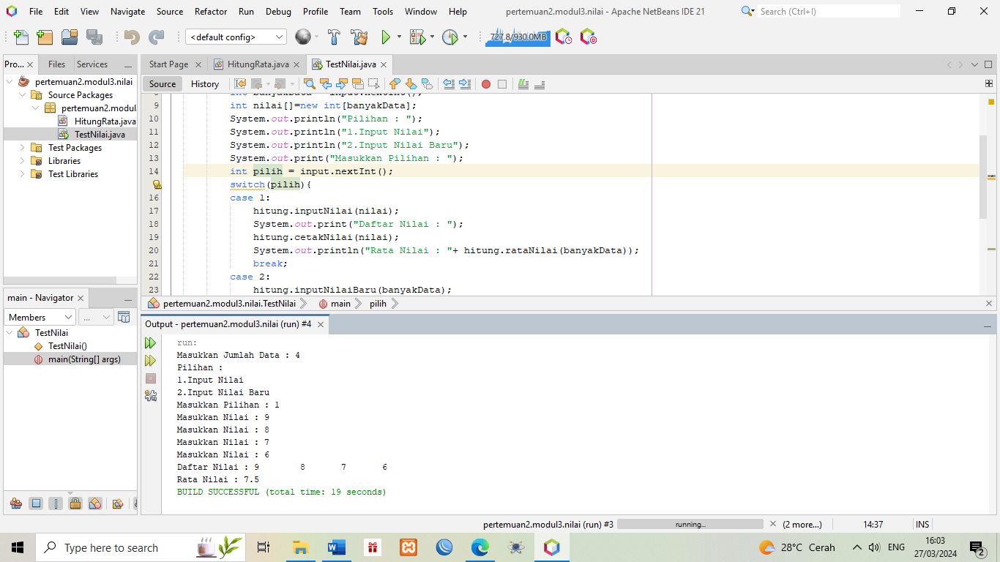 File Edit View Navigate Source Refactor Run Debug Profile Team Tools Window Help
pertemuan2.modul3.nilai - Apache NetBeans IDE 21
Search (Ctrl+I)
<default config>
727.8/930.0MB
Pro...
Files
Services
pertemuan2.modul3.nilai
Source Packages
pertemuan2.modul
HitungRata.java
TestNilai.java
Test Packages
Libraries
Test Libraries
Start Page
HitungRata.java
TestNilai.java
Source
History
9 int nilai[]=new int[banyakData];
10 System.out.println("Pilihan : ");
11 System.out.println("1.Input Nilai");
12 System.out.println("2.Input Nilai Baru");
13 System.out.print("Masukkan Pilihan : ");
14 int pilih = input.nextInt();
switch(pilih){
16 case 1:
17 hitung.inputNilai(nilai);
18 System.out.print("Daftar Nilai : ");
19 hitung.cetakNilai(nilai);
20 System.out.println("Rata Nilai : "+ hitung.rataNilai(banyakData));
21 break;
22 case 2:
23 hitung.inputNilaiBaru(banyakData);
pertemuan2.modul3.nilai.TestNilai
main
pilih
main - Navigator
Members
...
TestNilai
TestNilai()
main(String[] args)
Output - pertemuan2.modul3.nilai (run) #4
run:
Masukkan Jumlah Data : 4
Pilihan :
1.Input Nilai
2.Input Nilai Baru
Masukkan Pilihan : 1
Masukkan Nilai : 9
Masukkan Nilai : 8
Masukkan Nilai : 7
Masukkan Nilai : 6
Daftar Nilai : 9 8 7 6
Rata Nilai : 7.5
BUILD SUCCESSFUL (total time: 19 seconds)
pertemuan2.modul3.nilai (run) #3
running...
(2 more...)
14:37
INS
Type here to search
28°C Cerah
ENG
16:03
27/03/2024
2